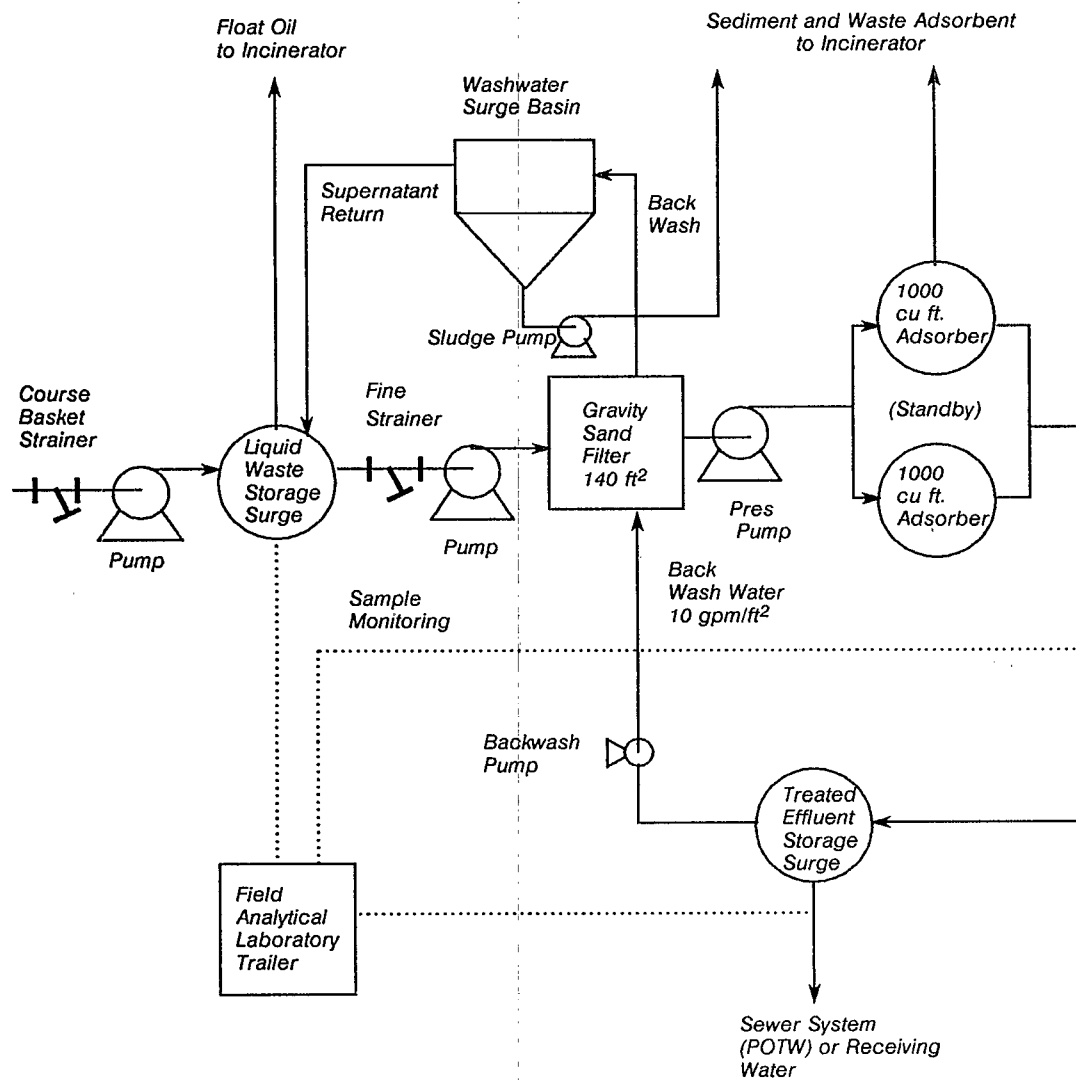 Float Oil
to Incinerator
Sediment and Waste Adsorbent
to Incinerator
Washwater
Surge Basin
Supernatant
Return
Back
Wash
Sludge Pump
1000
cu ft.
Adsorber
(Standby)
1000
cu ft.
Adsorber
Course
Basket
Strainer
Pump
Liquid
Waste
Storage
Surge
Fine
Strainer
Pump
Gravity
Sand
Filter
140 ft²
Pres
Pump
Back
Wash Water
10 gpm/ft²
Sample
Monitoring
Backwash
Pump
Treated
Effluent
Storage
Surge
Field
Analytical
Laboratory
Trailer
Sewer System
(POTW) or Receiving
Water